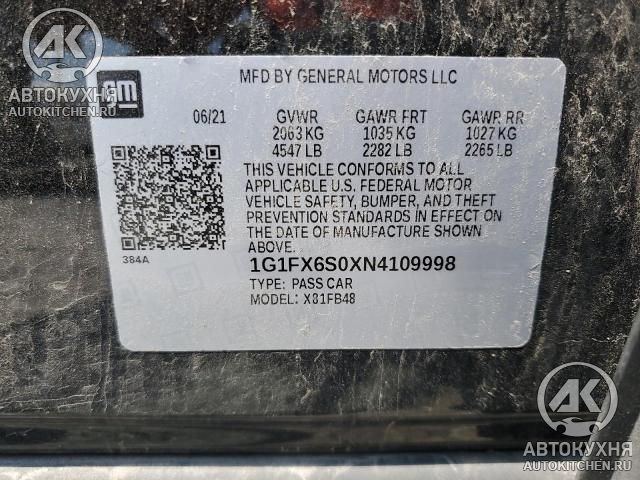 AK
АВТОКУХНЯ
AUTOKITCHEN.RU
gm
MFD BY GENERAL MOTORS LLC
06/21 GVWR GAWR FRT GAWR RR
2063 KG 1035 KG 1027 KG
4547 LB 2282 LB 2265 LB
THIS VEHICLE CONFORMS TO ALL
APPLICABLE U.S. FEDERAL MOTOR
VEHICLE SAFETY, BUMPER, AND THEFT
PREVENTION STANDARDS IN EFFECT ON
THE DATE OF MANUFACTURE SHOWN
ABOVE.
384A
1G1FX6S0XN4109998
TYPE: PASS CAR
MODEL: X81FB48
AK
АВТОКУХНЯ
AUTOKITCHEN.RU